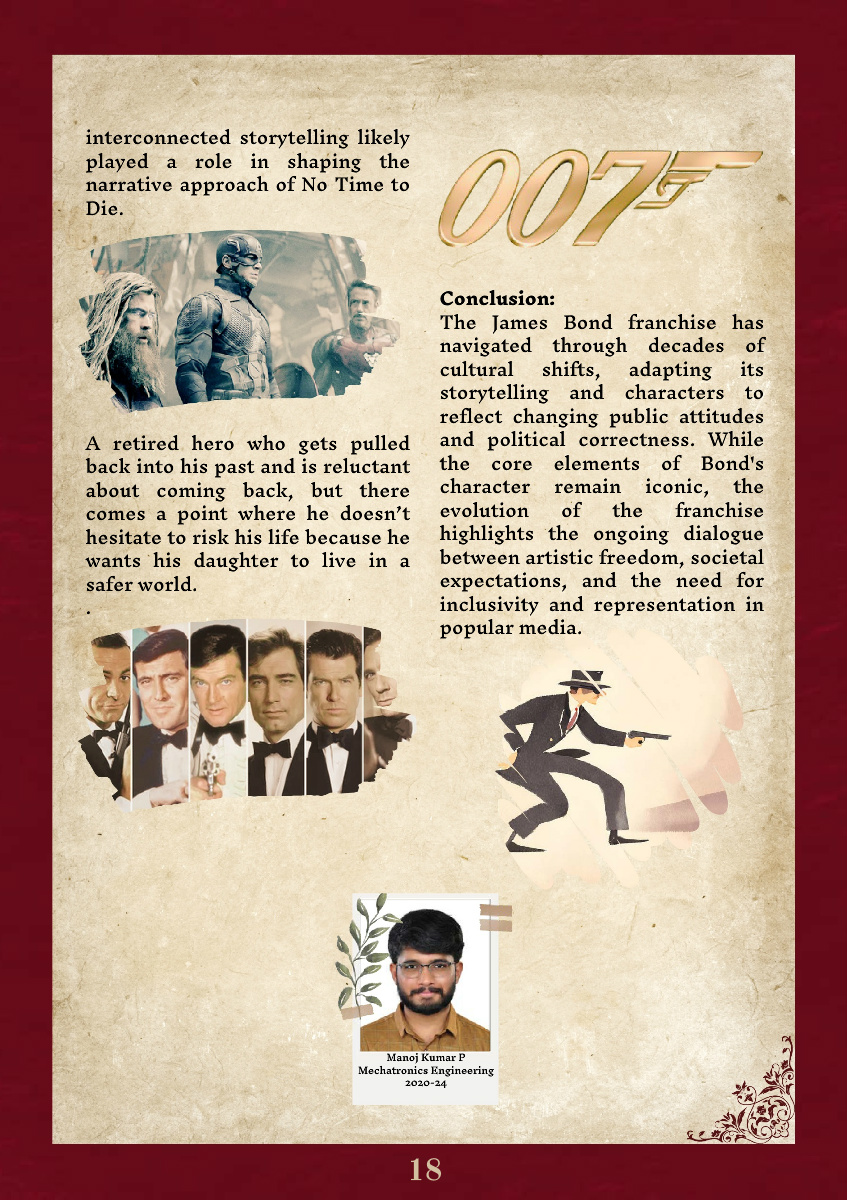 interconnected storytelling likely
played a role in shaping the
narrative approach of No Time to
Die.
A retired hero who gets pulled
back into his past and is reluctant
about coming back, but there
comes a point where he doesn’t
hesitate to risk his life because he
wants his daughter to live in a
safer world.
.
007
Conclusion:
The James Bond franchise has
navigated through decades of
cultural shifts, adapting its
storytelling and characters to
reflect changing public attitudes
and political correctness. While
the core elements of Bond's
character remain iconic, the
evolution of the franchise
highlights the ongoing dialogue
between artistic freedom, societal
expectations, and the need for
inclusivity and representation in
popular media.
Manoj Kumar P
Mechatronics Engineering
2020-24
18